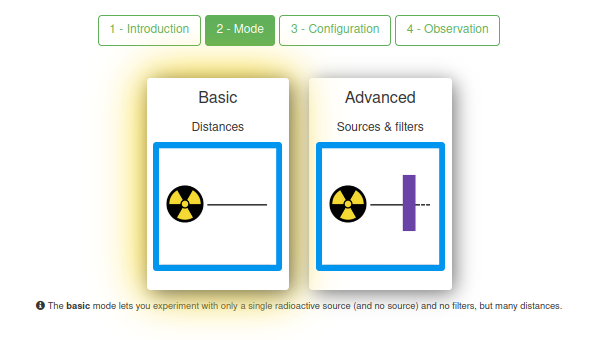 1 - Introduction
2 - Mode
3 - Configuration
4 - Observation
Basic
Distances
Advanced
Sources & filters
The basic mode lets you experiment with only a single radioactive source (and no source) and no filters, but many distances.